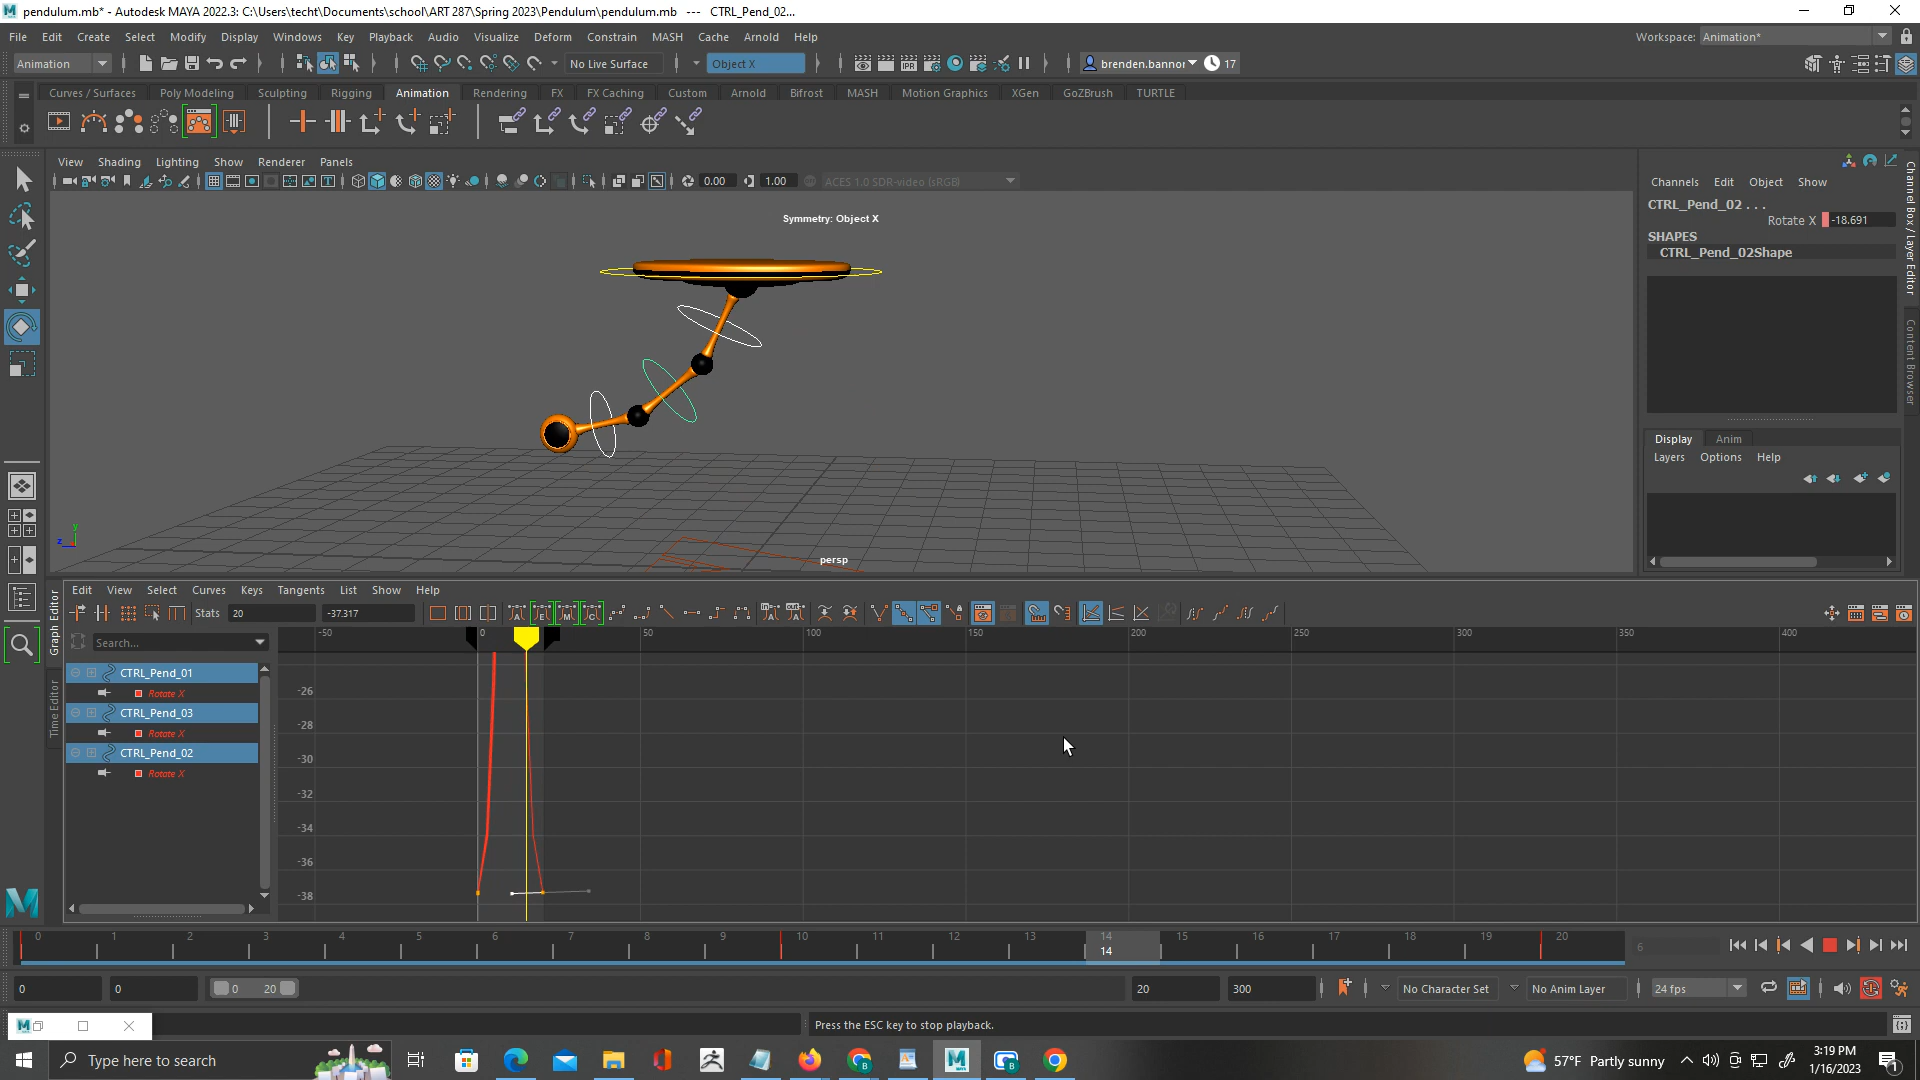 pendulum.mb* - Autodesk MAYA 2022.3: C:\Users\techt\Documents\school\ART 287\Spring 2023\Pendulum\pendulum.mb --- CTRL_Pend_02...
File Edit Create Select Modify Display Windows Key Playback Audio Visualize Deform Constrain MASH Cache Arnold Help
Workspace: Animation*
Animation No Live Surface Object X brenden.bannor 17
Curves / Surfaces Poly Modeling Sculpting Rigging Animation Rendering FX FX Caching Custom Arnold Bifrost MASH Motion Graphics XGen GoZBrush TURTLE
View Shading Lighting Show Renderer Panels
0.00 1.00 ACES 1.0 SDR-video (sRGB)
Symmetry: Object X
persp
y
z
Channels Edit Object Show
CTRL_Pend_02 . . .
Rotate X -18.691
SHAPES
CTRL_Pend_02Shape
Channel Box / Layer Editor
Content Browser
Display Anim
Layers Options Help
Graph Editor
Time Editor
Edit View Select Curves Keys Tangents List Show Help
Stats 20 -37.317
Search...
CTRL_Pend_01
Rotate X
CTRL_Pend_03
Rotate X
CTRL_Pend_02
Rotate X
-50 0 50 100 150 200 250 300 350 400
-26
-28
-30
-32
-34
-36
-38
0 1 2 3 4 5 6 7 8 9 10 11 12 13 14 15 16 17 18 19 20
14
6
0 0 0 20 20 300 No Character Set No Anim Layer 24 fps
Press the ESC key to stop playback.
Type here to search
57°F Partly sunny
3:19 PM
1/16/2023
1